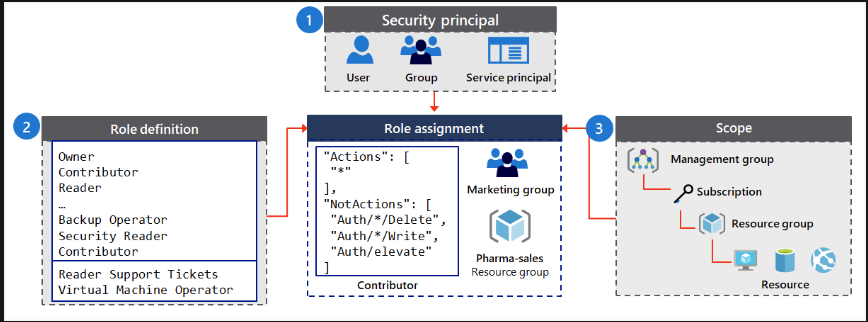 1
Security principal
User
Group
Service principal
2
Role definition
Owner
Contributor
Reader
…
Backup Operator
Security Reader
Contributor
Reader Support Tickets
Virtual Machine Operator
Role assignment
"Actions": [
"*"
],
"NotActions": [
"Auth/*/Delete",
"Auth/*/Write",
"Auth/elevate"
]
Contributor
Marketing group
Pharma-sales
Resource group
3
Scope
Management group
Subscription
Resource group
Resource